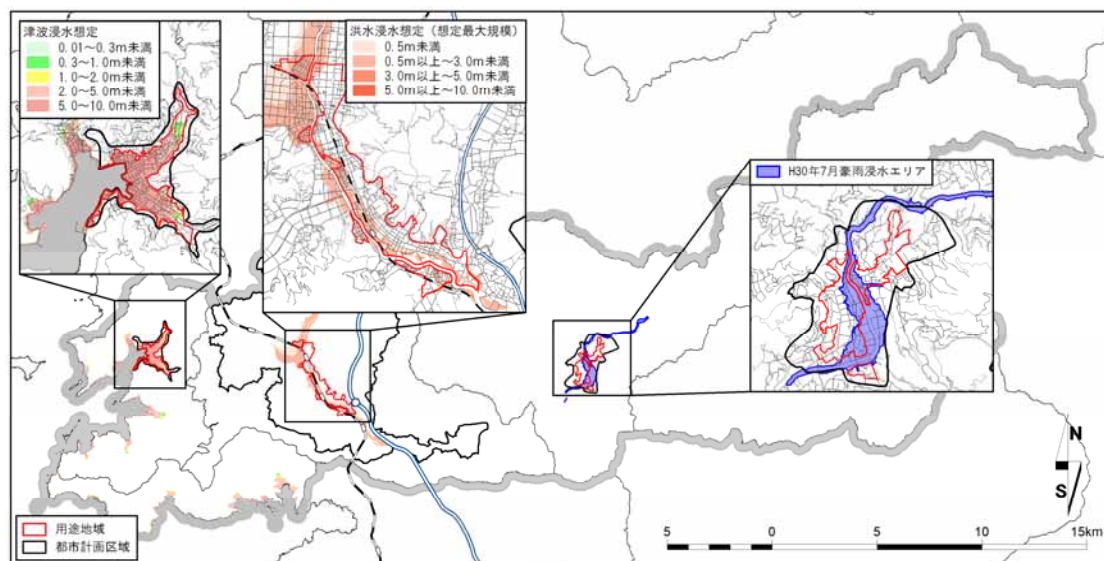 津波浸水想定
0.01~0.3m未満
0.3~1.0m未満
1.0~2.0m未満
2.0~5.0m未満
5.0~10.0m未満
洪水浸水想定(想定最大規模)
0.5m未満
0.5m以上~3.0m未満
3.0m以上~5.0m未満
5.0m以上~10.0m未満
H30年7月豪雨浸水エリア
用途地域
都市計画区域
N
S
5 0 5 10 15km